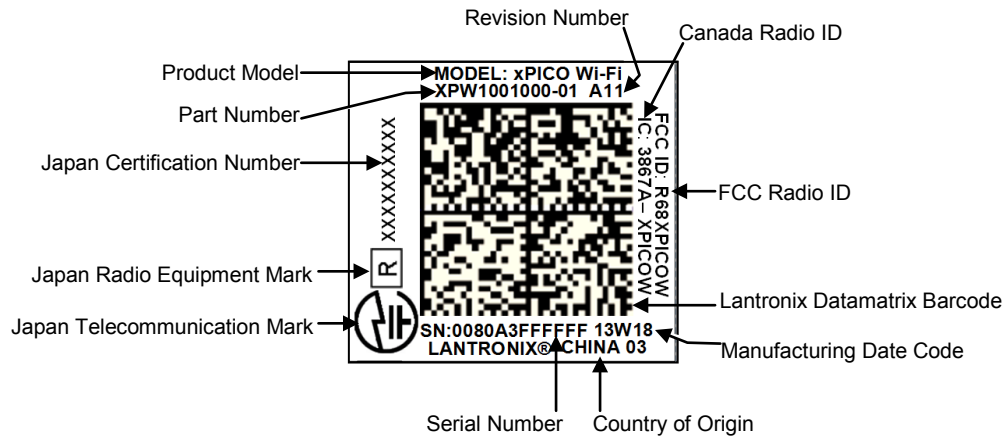 Revision Number
Canada Radio ID
Product Model
MODEL: xPICO Wi-Fi
Part Number
XPW1001000-01 A11
Japan Certification Number
XXXXXXXXXX
FCC ID: R68XPICOW
IC: 3867A– XPICOW
FCC Radio ID
Japan Radio Equipment Mark
R
Lantronix Datamatrix Barcode
Japan Telecommunication Mark
SN:0080A3FFFFFF 13W18
LANTRONIX® CHINA 03
Manufacturing Date Code
Serial Number
Country of Origin